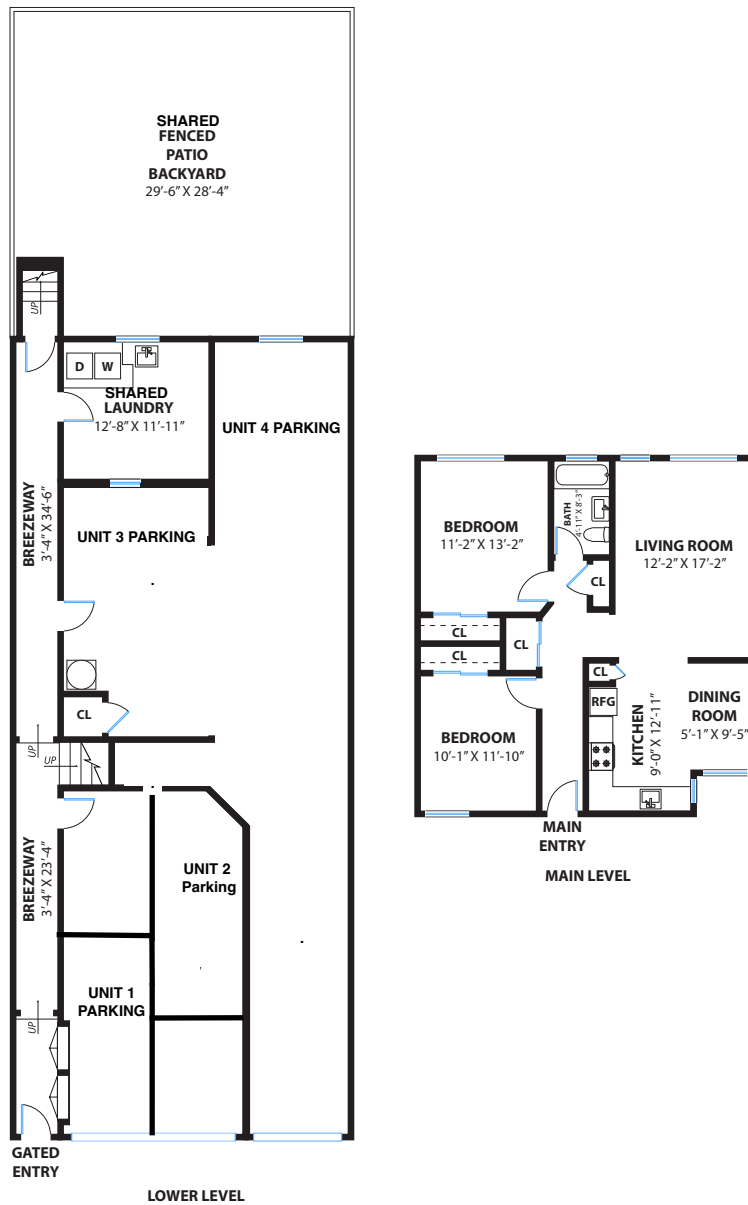 SHARED
FENCED
PATIO
BACKYARD
29’-6” X 28’-4”
UP
D
W
SHARED
LAUNDRY
12’-8” X 11’-11”
UNIT 4 PARKING
BREEZEWAY
3’-4” X 34’-6”
UNIT 3 PARKING
CL
UP
UP
BREEZEWAY
3’-4” X 23’-4”
UNIT 2
Parking
UNIT 1
PARKING
UP
GATED
ENTRY
LOWER LEVEL
BEDROOM
11’-2” X 13’-2”
BATH
4’-11” X 8’-3”
LIVING ROOM
12’-2” X 17’-2”
CL
CL
CL
CL
CL
RFG
KITCHEN
9’-0” X 12’-11”
DINING
ROOM
5’-1” X 9’-5”
BEDROOM
10’-1” X 11’-10”
MAIN
ENTRY
MAIN LEVEL